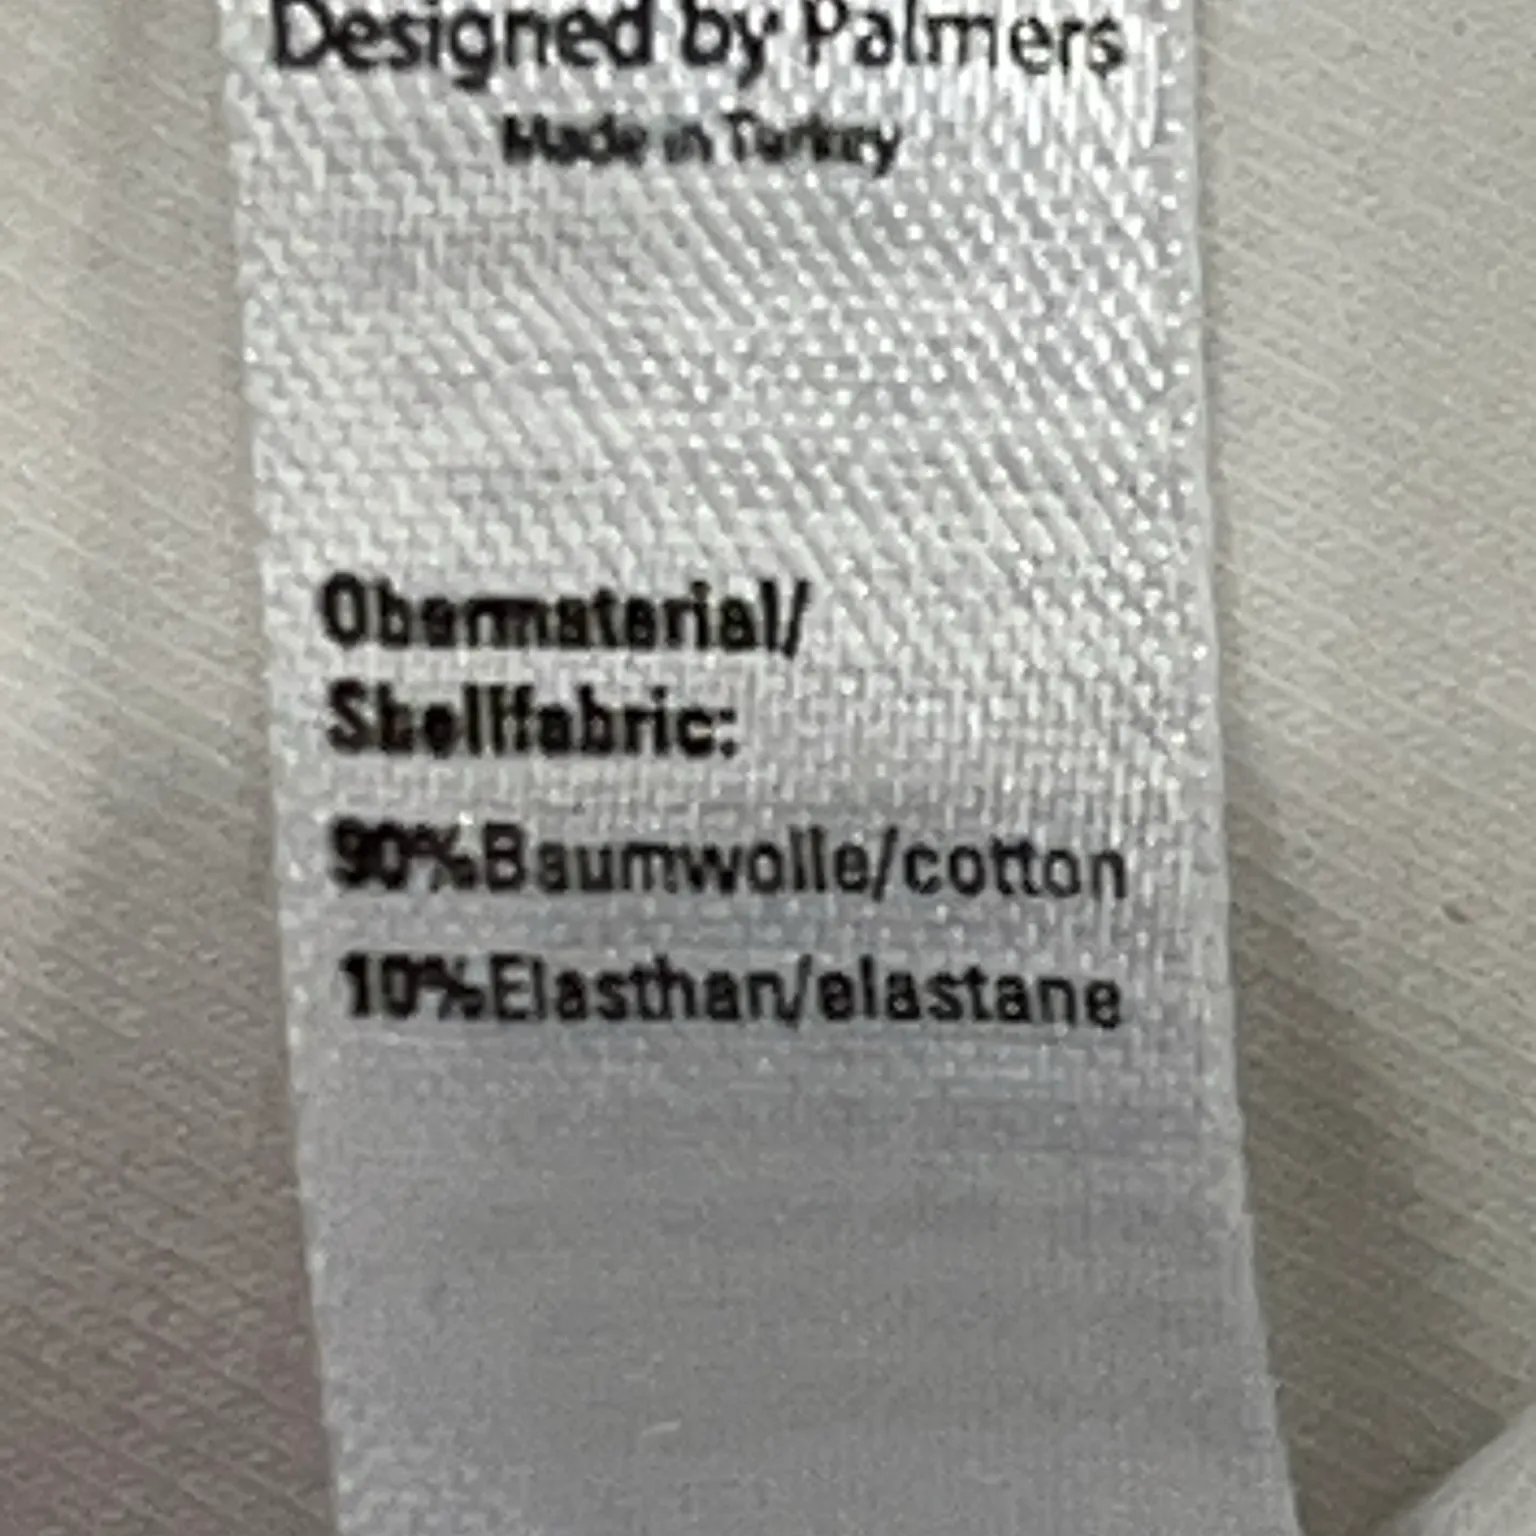 Designed by Palmers
Made in Turkey
Obermaterial/
Shellfabric:
90%Baumwolle/cotton
10%Elasthan/elastane